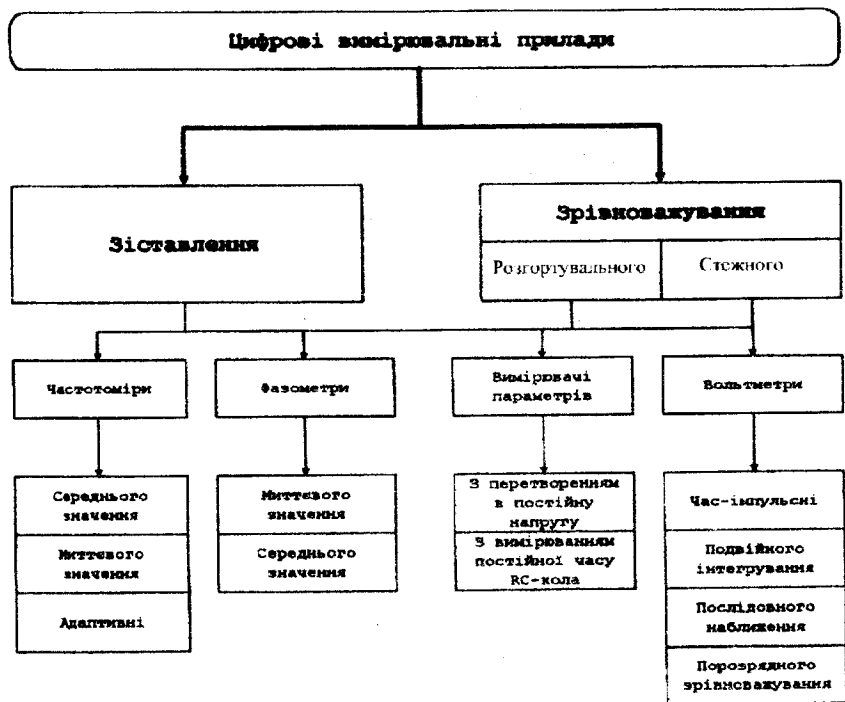 Цифрові вимірювальні прилади
Зіставлення
Зрівноважування
Розгортувального
Стежного
Частотоміри
Фазометри
Вимірювачі
параметрів
Вольтметри
Середнього
значення
Миттєвого
значення
Адаптивні
Миттєвого
значення
Середнього
значення
З перетворенням
в постійну
напругу
З вимірюванням
постійної часу
RC-кола
Час-імпульсні
Подвійного
інтегрування
Послідовного
наближення
Порозрядного
зрівноважування